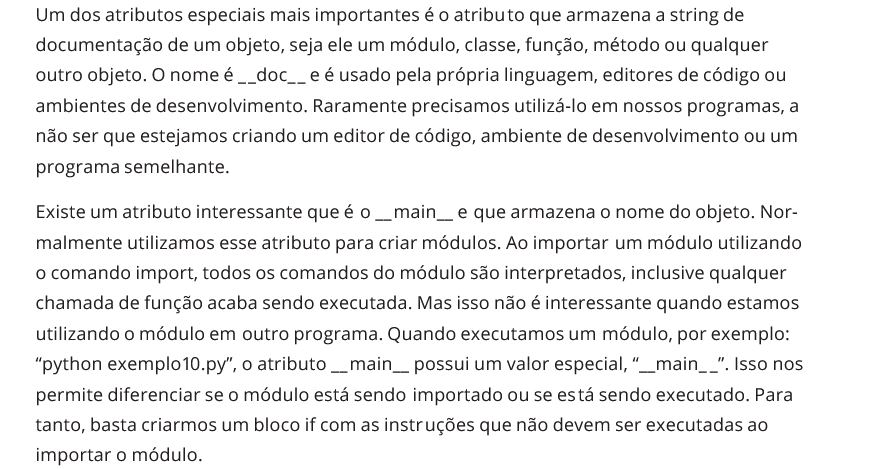 Um dos atributos especiais mais importantes é o atributo que armazena a string de
documentação de um objeto, seja ele um módulo, classe, função, método ou qualquer
outro objeto. O nome é __doc__ e é usado pela própria linguagem, editores de código ou
ambientes de desenvolvimento. Raramente precisamos utilizá-lo em nossos programas, a
não ser que estejamos criando um editor de código, ambiente de desenvolvimento ou um
programa semelhante.
Existe um atributo interessante que é o __main__ e que armazena o nome do objeto. Nor-
malmente utilizamos esse atributo para criar módulos. Ao importar um módulo utilizando
o comando import, todos os comandos do módulo são interpretados, inclusive qualquer
chamada de função acaba sendo executada. Mas isso não é interessante quando estamos
utilizando o módulo em outro programa. Quando executamos um módulo, por exemplo:
“python exemplo10.py”, o atributo __main__ possui um valor especial, “__main__”. Isso nos
permite diferenciar se o módulo está sendo importado ou se está sendo executado. Para
tanto, basta criarmos um bloco if com as instruções que não devem ser executadas ao
importar o módulo.